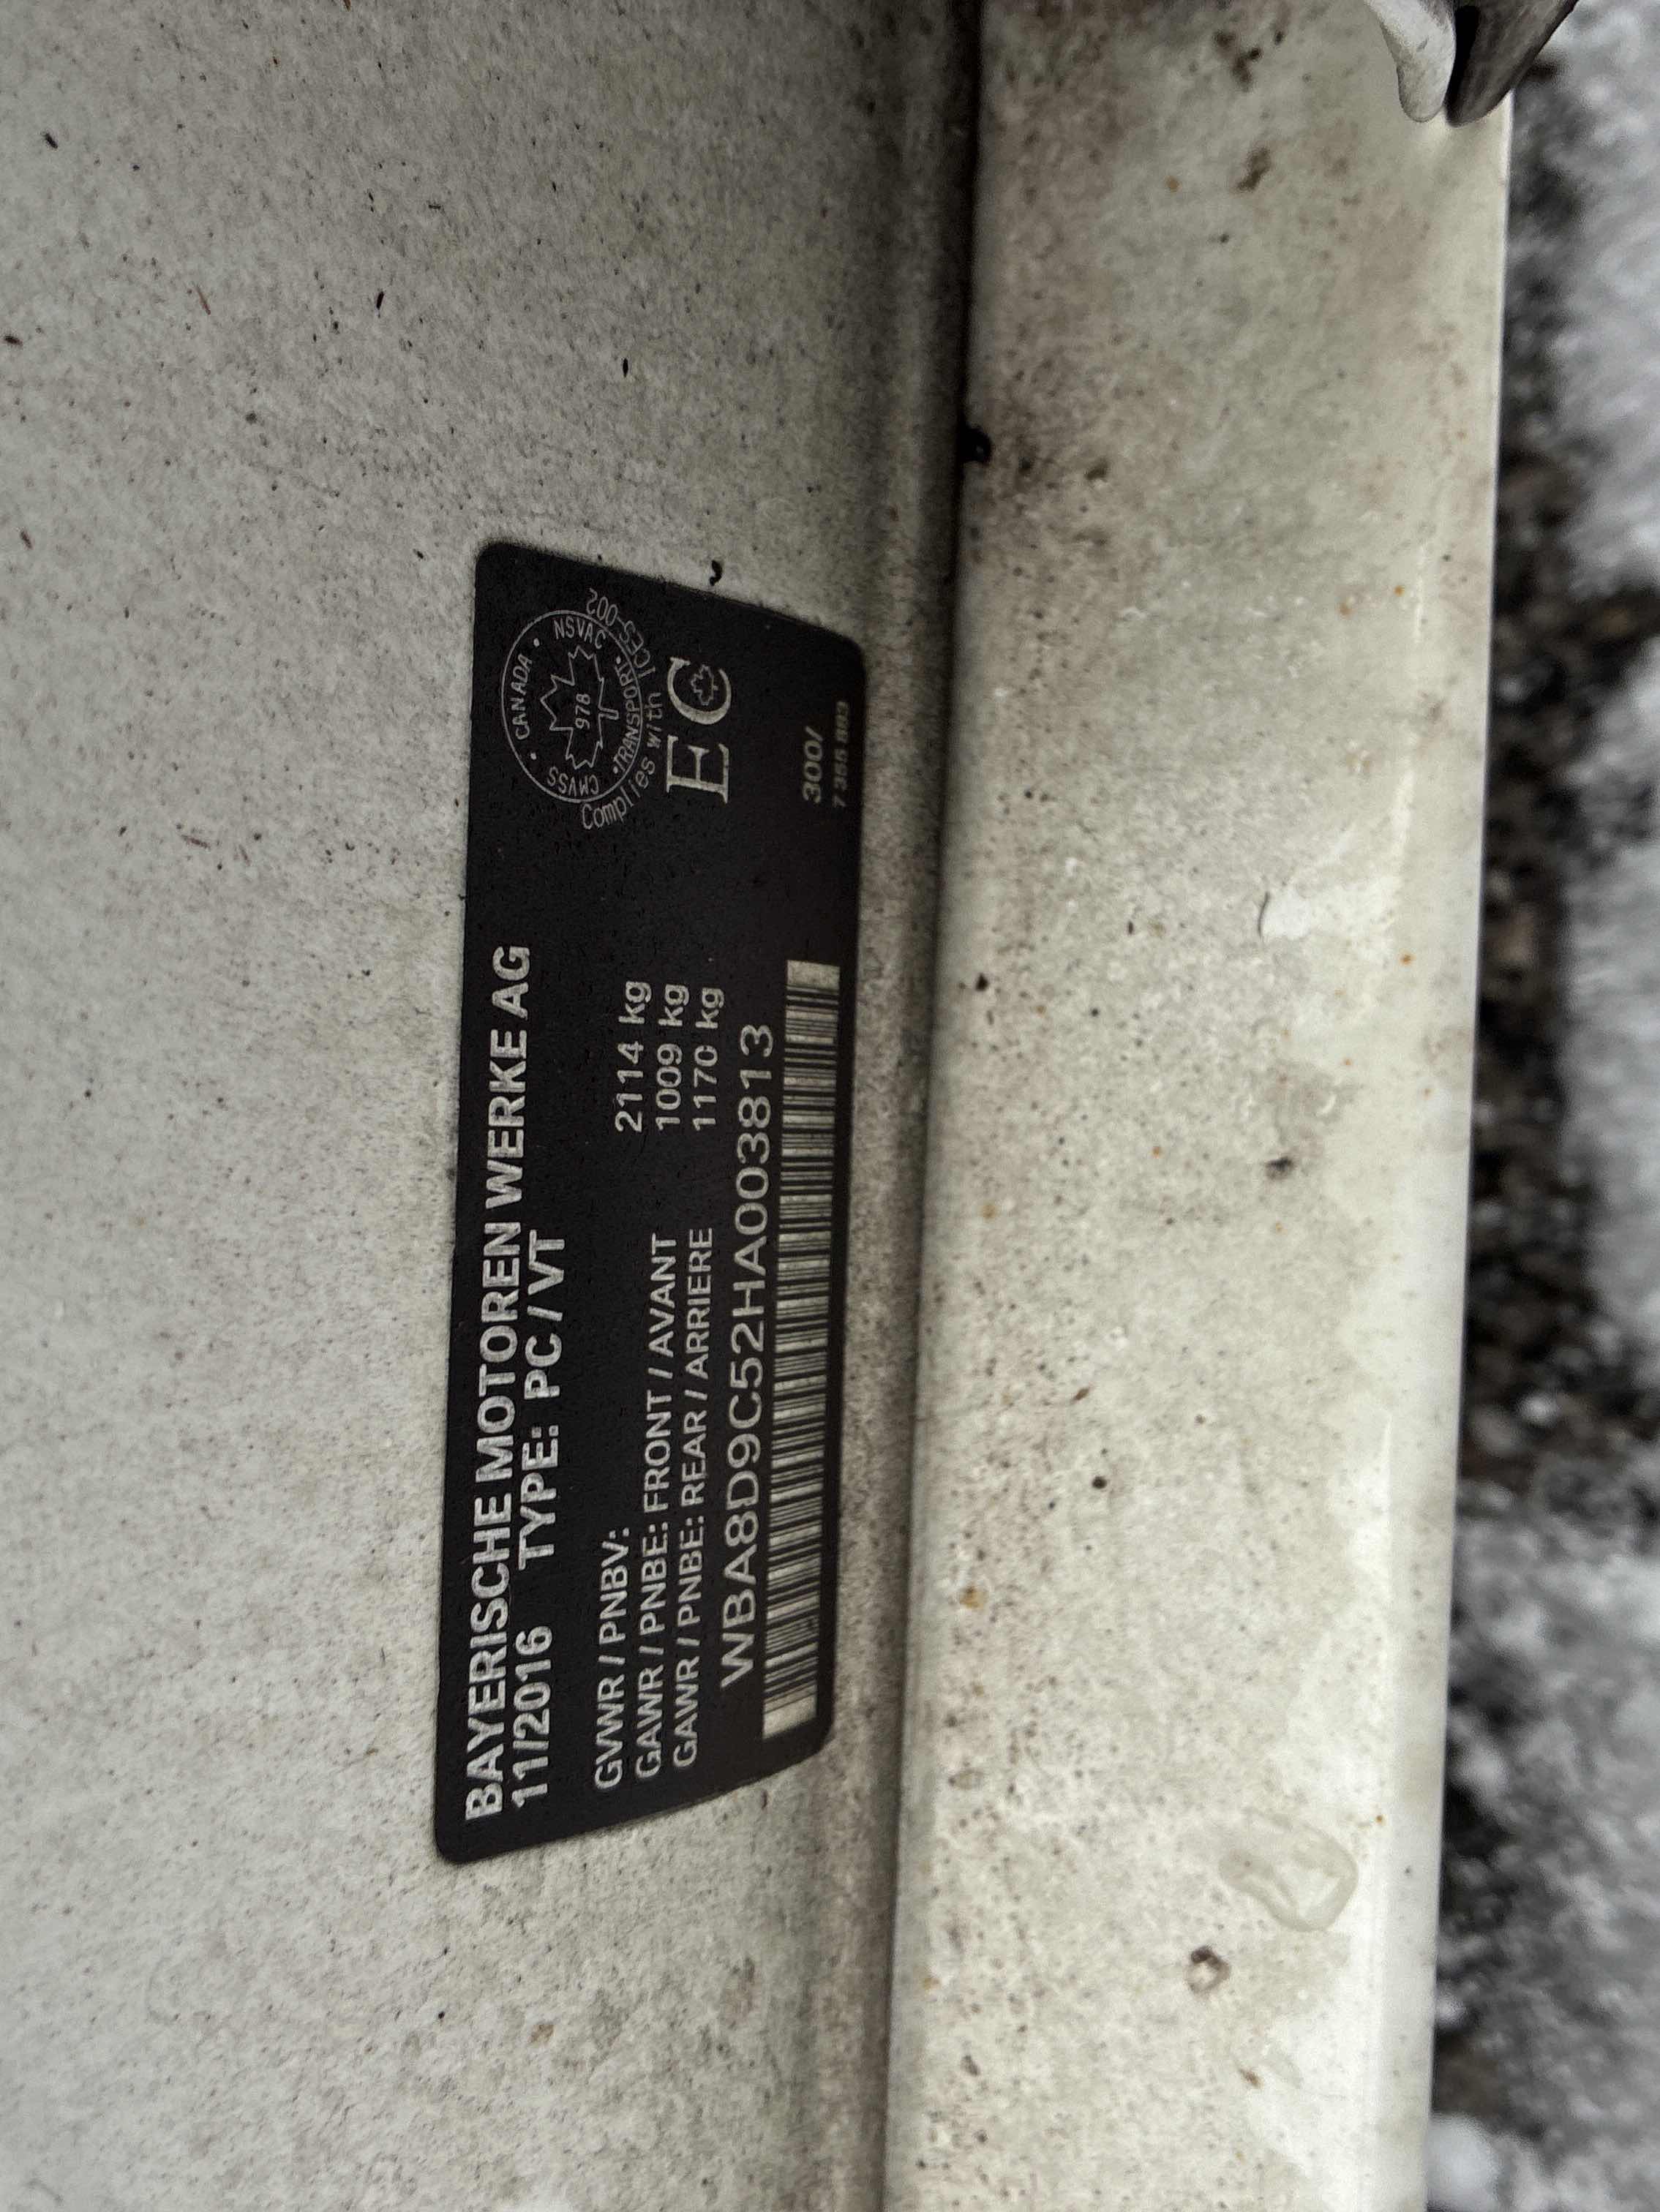 BAYERISCHE MOTOREN WERKE AG
11/2016 TYPE: PC / VT
GVWR / PNBV: 2114 kg
GAWR / PNBE: FRONT / AVANT 1009 kg
GAWR / PNBE: REAR / ARRIERE 1170 kg
WBA8D9C52HA003813
CANADA • NSVAC • TRANSPORT • CMVSS •
978
Complies with ICES-002
EC
300/